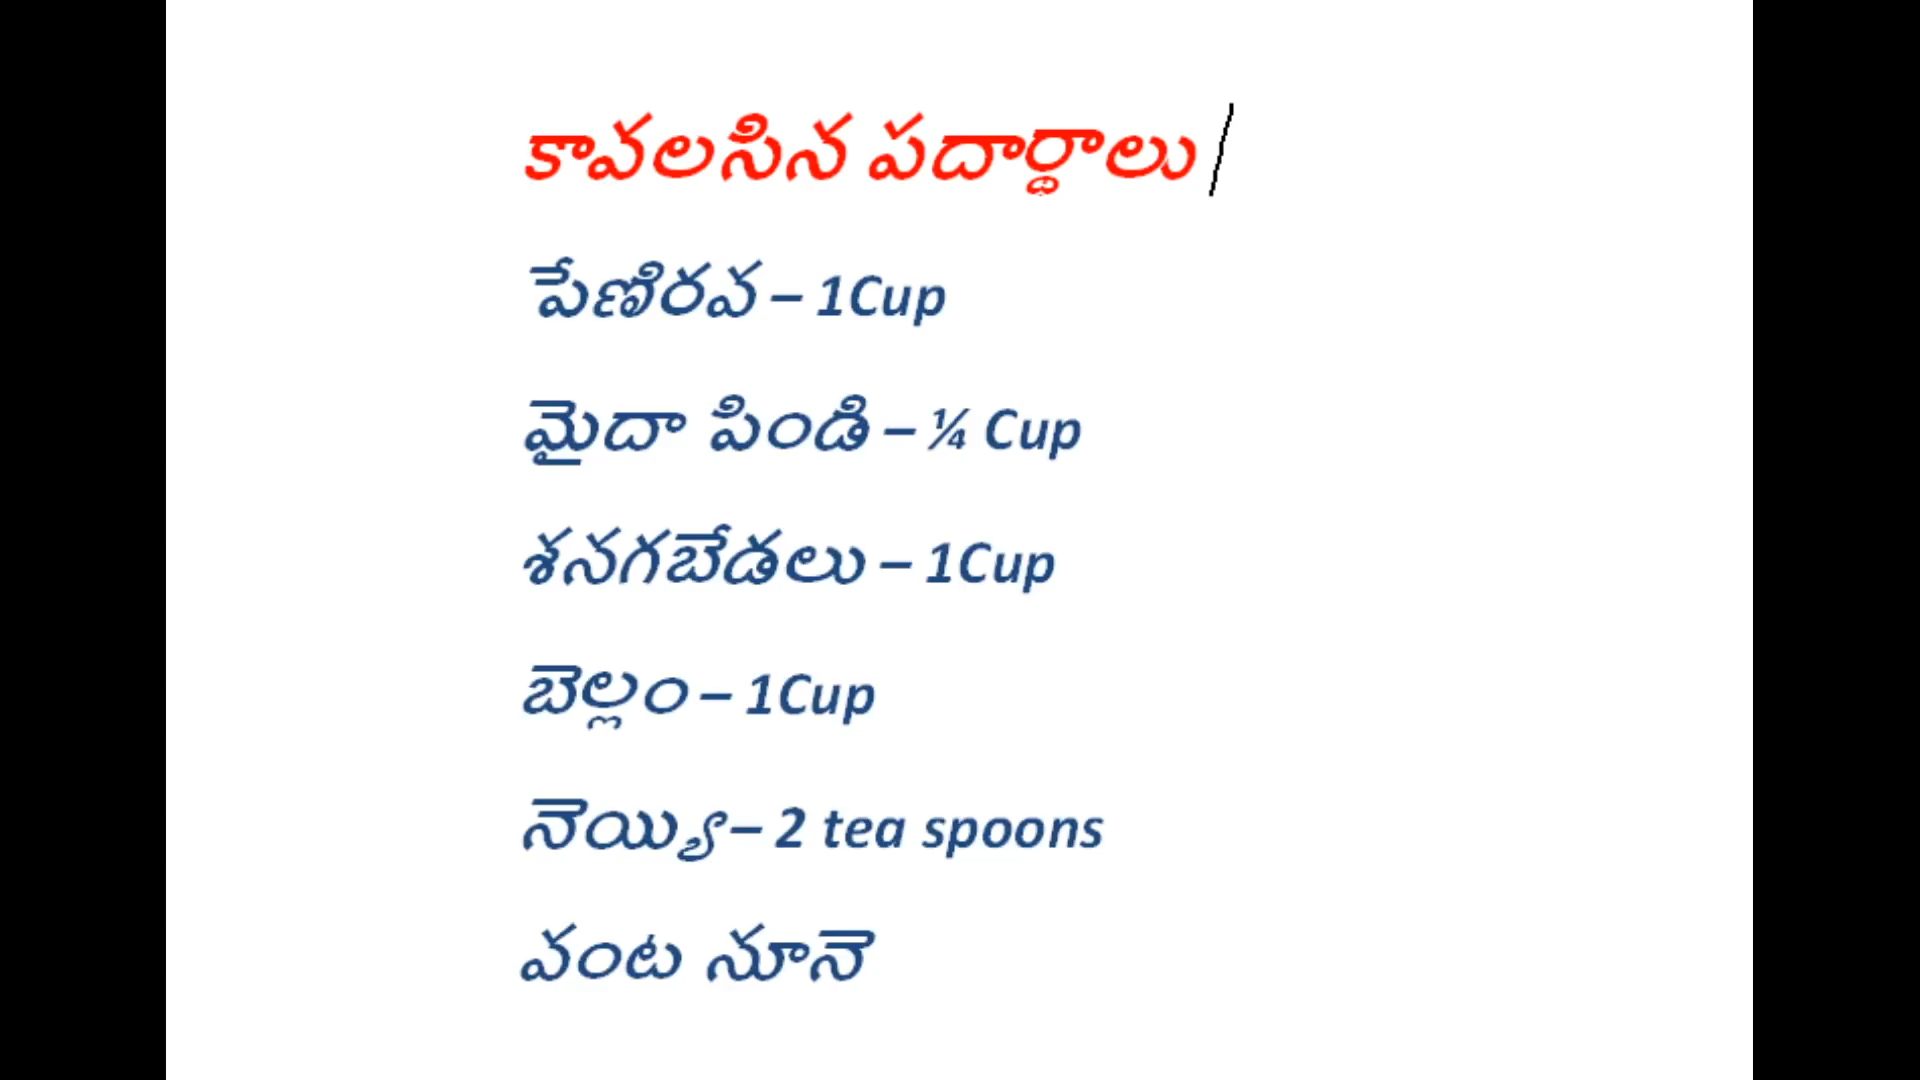 కావలసిన పదార్ధాలు
పేణిరవ – 1Cup
మైదా పిండి – ¼ Cup
శనగబేడలు – 1Cup
బెల్లం – 1Cup
నెయ్యి – 2 tea spoons
వంట నూనె